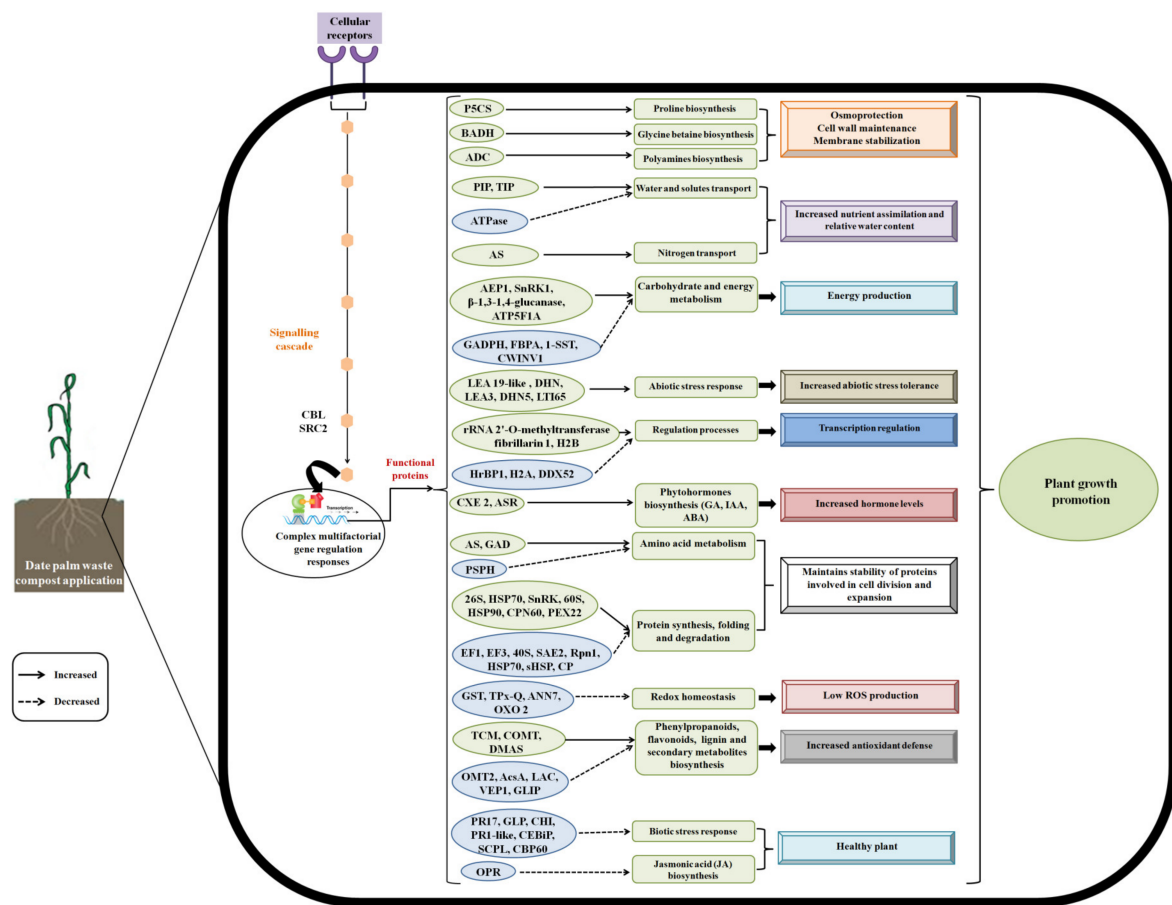 Cellular
receptors
Signalling
cascade
CBL
SRC2
Transcription
Complex multifactorial
gene regulation
responses
Functional
proteins
Date palm waste
compost application
Increased
Decreased
P5CS
Proline biosynthesis
BADH
Glycine betaine biosynthesis
ADC
Polyamines biosynthesis
Osmoprotection
Cell wall maintenance
Membrane stabilization
PIP, TIP
Water and solutes transport
ATPase
AS
Nitrogen transport
Increased nutrient assimilation and
relative water content
AEP1, SnRK1,
β-1,3-1,4-glucanase,
ATP5F1A
Carbohydrate and energy
metabolism
Energy production
GADPH, FBPA, 1-SST,
CWINV1
LEA 19-like , DHN,
LEA3, DHN5, LTI65
Abiotic stress response
Increased abiotic stress tolerance
rRNA 2'-O-methyltransferase
fibrillarin 1, H2B
Regulation processes
Transcription regulation
HrBP1, H2A, DDX52
CXE 2, ASR
Phytohormones
biosynthesis (GA, IAA,
ABA)
Increased hormone levels
AS, GAD
Amino acid metabolism
PSPH
26S, HSP70, SnRK, 60S,
HSP90, CPN60, PEX22
Protein synthesis, folding
and degradation
EF1, EF3, 40S, SAE2, Rpn1,
HSP70, sHSP, CP
Maintains stability of proteins
involved in cell division and
expansion
GST, TPx-Q, ANN7,
OXO 2
Redox homeostasis
Low ROS production
TCM, COMT,
DMAS
Phenylpropanoids,
flavonoids, lignin and
secondary metabolites
biosynthesis
Increased antioxidant defense
OMT2, AcsA, LAC,
VEP1, GLIP
PR17, GLP, CHI,
PR1-like, CEBiP,
SCPL, CBP60
Biotic stress response
OPR
Jasmonic acid (JA)
biosynthesis
Healthy plant
Plant growth
promotion